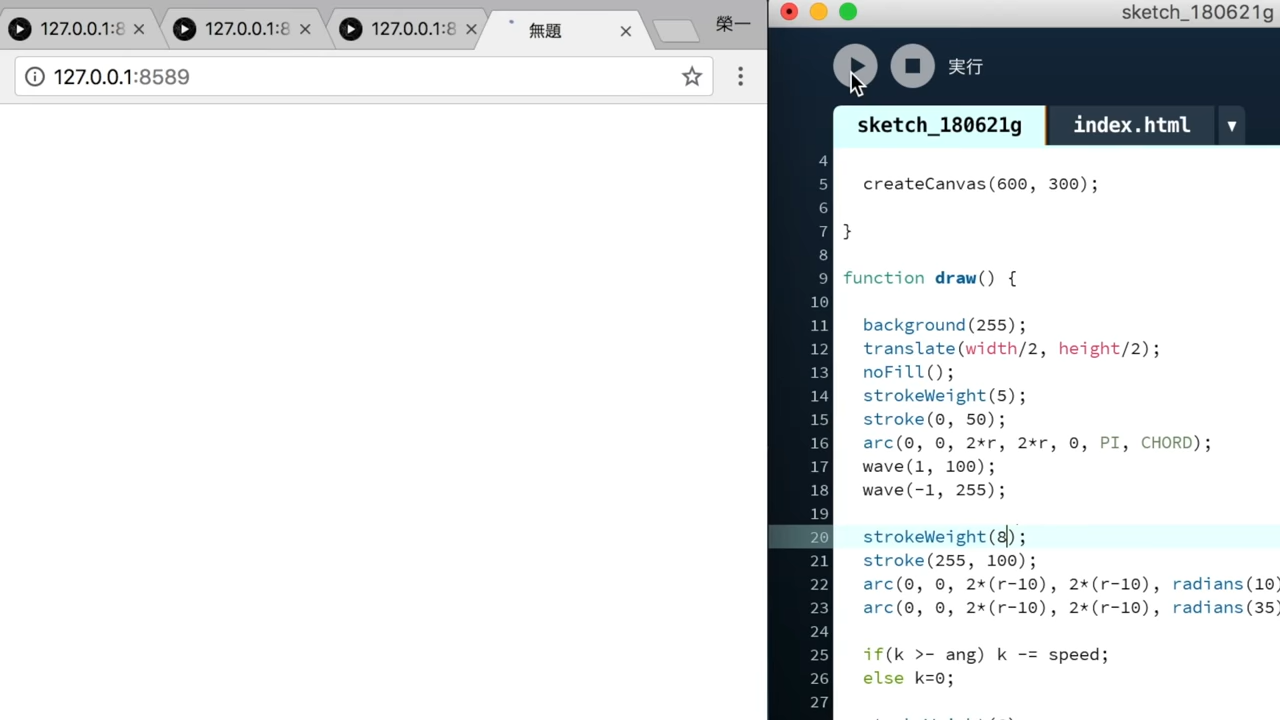 127.0.0.1:8
127.0.0.1:8
127.0.0.1:8
無題
榮一
127.0.0.1:8589
sketch_180621g
実行
sketch_180621g
index.html
4
5 createCanvas(600, 300);
6
7 }
8
9 function draw() {
10
11 background(255);
12 translate(width/2, height/2);
13 noFill();
14 strokeWeight(5);
15 stroke(0, 50);
16 arc(0, 0, 2*r, 2*r, 0, PI, CHORD);
17 wave(1, 100);
18 wave(-1, 255);
19
20 strokeWeight(8);
21 stroke(255, 100);
22 arc(0, 0, 2*(r-10), 2*(r-10), radians(10)
23 arc(0, 0, 2*(r-10), 2*(r-10), radians(35)
24
25 if(k >- ang) k -= speed;
26 else k=0;
27